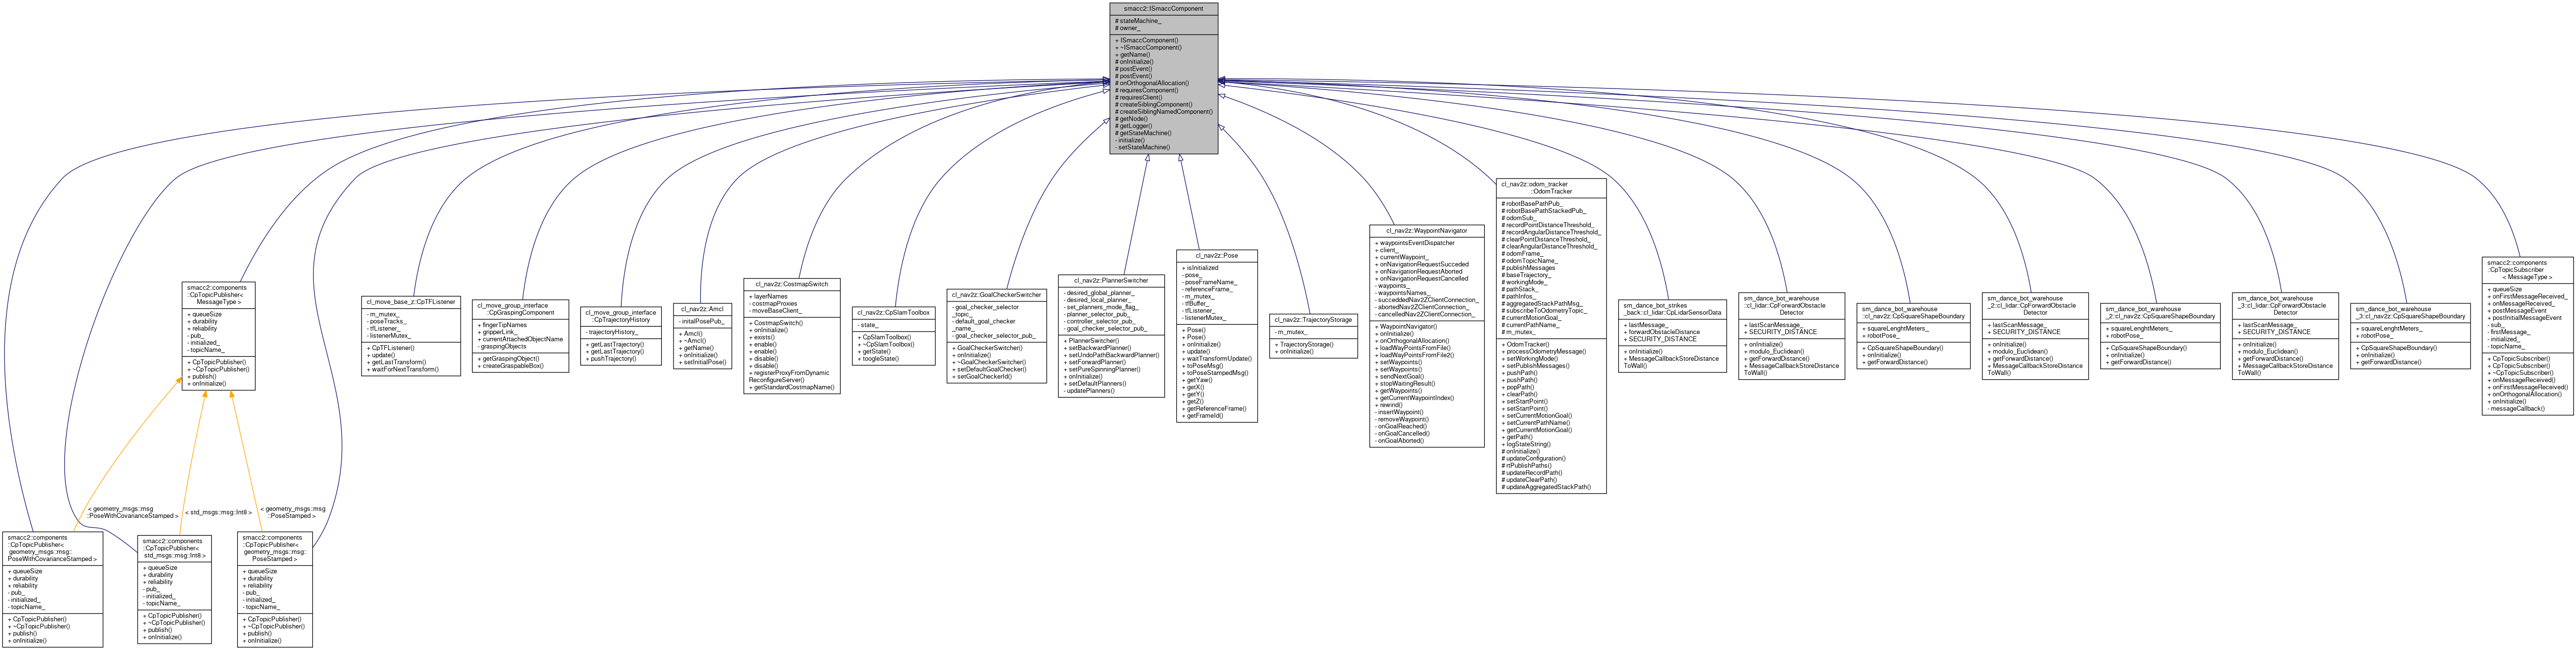 smacc2::ISmaccComponent
# stateMachine_
# owner_
+ ISmaccComponent()
+ ~ISmaccComponent()
+ getName()
# onInitialize()
# postEvent()
# postEvent()
# onOrthogonalAllocation()
# requiresComponent()
# requiresClient()
# createSiblingComponent()
# createSiblingNamedComponent()
# getNode()
# getLogger()
# getStateMachine()
- initialize()
- setStateMachine()
smacc2::components
::CpTopicPublisher<
MessageType >
+ queueSize
+ durability
+ reliability
- pub_
- initialized_
- topicName_
+ CpTopicPublisher()
+ CpTopicPublisher()
+ ~CpTopicPublisher()
+ publish()
+ onInitialize()
cl_move_base_z::CpTFListener
- m_mutex_
- poseTracks_
- tfListener_
- listenerMutex_
+ CpTFListener()
+ update()
+ getLastTransform()
+ waitForNextTransform()
cl_move_group_interface
::CpGraspingComponent
+ fingerTipNames
+ gripperLink_
+ currentAttachedObjectName
- graspingObjects
+ getGraspingObject()
+ createGraspableBox()
cl_move_group_interface
::CpTrajectoryHistory
- trajectoryHistory_
+ getLastTrajectory()
+ getLastTrajectory()
+ pushTrajectory()
cl_nav2z::Amcl
- initalPosePub_
+ Amcl()
+ ~Amcl()
+ getName()
+ onInitialize()
+ setInitialPose()
cl_nav2z::CostmapSwitch
+ layerNames
- costmapProxies
- moveBaseClient_
+ CostmapSwitch()
+ onInitialize()
+ exists()
+ enable()
+ enable()
+ disable()
+ disable()
+ registerProxyFromDynamic
ReconfigureServer()
+ getStandardCostmapName()
cl_nav2z::CpSlamToolbox
- state_
+ CpSlamToolbox()
+ ~CpSlamToolbox()
+ getState()
+ toogleState()
cl_nav2z::GoalCheckerSwitcher
- goal_checker_selector
_topic_
- default_goal_checker
_name_
- goal_checker_selector_pub_
+ GoalCheckerSwitcher()
+ onInitialize()
+ ~GoalCheckerSwitcher()
+ setDefaultGoalChecker()
+ setGoalCheckerId()
cl_nav2z::PlannerSwitcher
- desired_global_planner_
- desired_local_planner_
- set_planners_mode_flag_
- planner_selector_pub_
- controller_selector_pub_
- goal_checker_selector_pub_
+ PlannerSwitcher()
+ setBackwardPlanner()
+ setUndoPathBackwardPlanner()
+ setForwardPlanner()
+ setPureSpinningPlanner()
+ onInitialize()
+ setDefaultPlanners()
- updatePlanners()
cl_nav2z::Pose
+ isInitialized
- pose_
- poseFrameName_
- referenceFrame_
- m_mutex_
- tfBuffer_
- tfListener_
- listenerMutex_
+ Pose()
+ Pose()
+ onInitialize()
+ update()
+ waitTransformUpdate()
+ toPoseMsg()
+ toPoseStampedMsg()
+ getYaw()
+ getX()
+ getY()
+ getZ()
+ getReferenceFrame()
+ getFrameId()
cl_nav2z::TrajectoryStorage
- m_mutex_
+ TrajectoryStorage()
+ onInitialize()
cl_nav2z::WaypointNavigator
+ waypointsEventDispatcher
+ client_
+ currentWaypoint_
+ onNavigationRequestSucceded
+ onNavigationRequestAborted
+ onNavigationRequestCancelled
- waypoints_
- waypointsNames_
- succeddedNav2ZClientConnection_
- abortedNav2ZClientConnection_
- cancelledNav2ZClientConnection_
+ WaypointNavigator()
+ onInitialize()
+ onOrthogonalAllocation()
+ loadWayPointsFromFile()
+ loadWayPointsFromFile2()
+ setWaypoints()
+ setWaypoints()
+ sendNextGoal()
+ stopWaitingResult()
+ getWaypoints()
+ getCurrentWaypointIndex()
+ rewind()
- insertWaypoint()
- removeWaypoint()
- onGoalReached()
- onGoalCancelled()
- onGoalAborted()
cl_nav2z::odom_tracker
::OdomTracker
# robotBasePathPub_
# robotBasePathStackedPub_
# odomSub_
# recordPointDistanceThreshold_
# recordAngularDistanceThreshold_
# clearPointDistanceThreshold_
# clearAngularDistanceThreshold_
# odomFrame_
# odomTopicName_
# publishMessages
# baseTrajectory_
# workingMode_
# pathStack_
# pathInfos_
# aggregatedStackPathMsg_
# subscribeToOdometryTopic_
# currentMotionGoal_
# currentPathName_
# m_mutex_
+ OdomTracker()
+ processOdometryMessage()
+ setWorkingMode()
+ setPublishMessages()
+ pushPath()
+ pushPath()
+ popPath()
+ clearPath()
+ setStartPoint()
+ setStartPoint()
+ setCurrentMotionGoal()
+ setCurrentPathName()
+ getCurrentMotionGoal()
+ getPath()
+ logStateString()
# onInitialize()
# updateConfiguration()
# rtPublishPaths()
# updateRecordPath()
# updateClearPath()
# updateAggregatedStackPath()
sm_dance_bot_strikes
_back::cl_lidar::CpLidarSensorData
+ lastMessage_
+ forwardObstacleDistance
+ SECURITY_DISTANCE
+ onInitialize()
+ MessageCallbackStoreDistance
ToWall()
sm_dance_bot_warehouse
::cl_lidar::CpForwardObstacle
Detector
+ lastScanMessage_
+ SECURITY_DISTANCE
+ onInitialize()
+ modulo_Euclidean()
+ getForwardDistance()
+ MessageCallbackStoreDistance
ToWall()
sm_dance_bot_warehouse
::cl_nav2z::CpSquareShapeBoundary
+ squareLenghtMeters_
+ robotPose_
+ CpSquareShapeBoundary()
+ onInitialize()
+ getForwardDistance()
sm_dance_bot_warehouse
_2::cl_lidar::CpForwardObstacle
Detector
+ lastScanMessage_
+ SECURITY_DISTANCE
+ onInitialize()
+ modulo_Euclidean()
+ getForwardDistance()
+ MessageCallbackStoreDistance
ToWall()
sm_dance_bot_warehouse
_2::cl_nav2z::CpSquareShapeBoundary
+ squareLenghtMeters_
+ robotPose_
+ CpSquareShapeBoundary()
+ onInitialize()
+ getForwardDistance()
sm_dance_bot_warehouse
_3::cl_lidar::CpForwardObstacle
Detector
+ lastScanMessage_
+ SECURITY_DISTANCE
+ onInitialize()
+ modulo_Euclidean()
+ getForwardDistance()
+ MessageCallbackStoreDistance
ToWall()
sm_dance_bot_warehouse
_3::cl_nav2z::CpSquareShapeBoundary
+ squareLenghtMeters_
+ robotPose_
+ CpSquareShapeBoundary()
+ onInitialize()
+ getForwardDistance()
smacc2::components
::CpTopicSubscriber
< MessageType >
+ queueSize
+ onFirstMessageReceived_
+ onMessageReceived_
+ postMessageEvent
+ postInitialMessageEvent
- sub_
- firstMessage_
- initialized_
- topicName_
+ CpTopicSubscriber()
+ CpTopicSubscriber()
+ ~CpTopicSubscriber()
+ onMessageReceived()
+ onFirstMessageReceived()
+ onOrthogonalAllocation()
+ onInitialize()
- messageCallback()
< geometry_msgs::msg
::PoseWithCovarianceStamped >
< std_msgs::msg::Int8 >
< geometry_msgs::msg
::PoseStamped >
smacc2::components
::CpTopicPublisher<
geometry_msgs::msg::
PoseWithCovarianceStamped >
+ queueSize
+ durability
+ reliability
- pub_
- initialized_
- topicName_
+ CpTopicPublisher()
+ ~CpTopicPublisher()
+ publish()
+ onInitialize()
smacc2::components
::CpTopicPublisher<
std_msgs::msg::Int8 >
+ queueSize
+ durability
+ reliability
- pub_
- initialized_
- topicName_
+ CpTopicPublisher()
+ ~CpTopicPublisher()
+ publish()
+ onInitialize()
smacc2::components
::CpTopicPublisher<
geometry_msgs::msg::
PoseStamped >
+ queueSize
+ durability
+ reliability
- pub_
- initialized_
- topicName_
+ CpTopicPublisher()
+ ~CpTopicPublisher()
+ publish()
+ onInitialize()